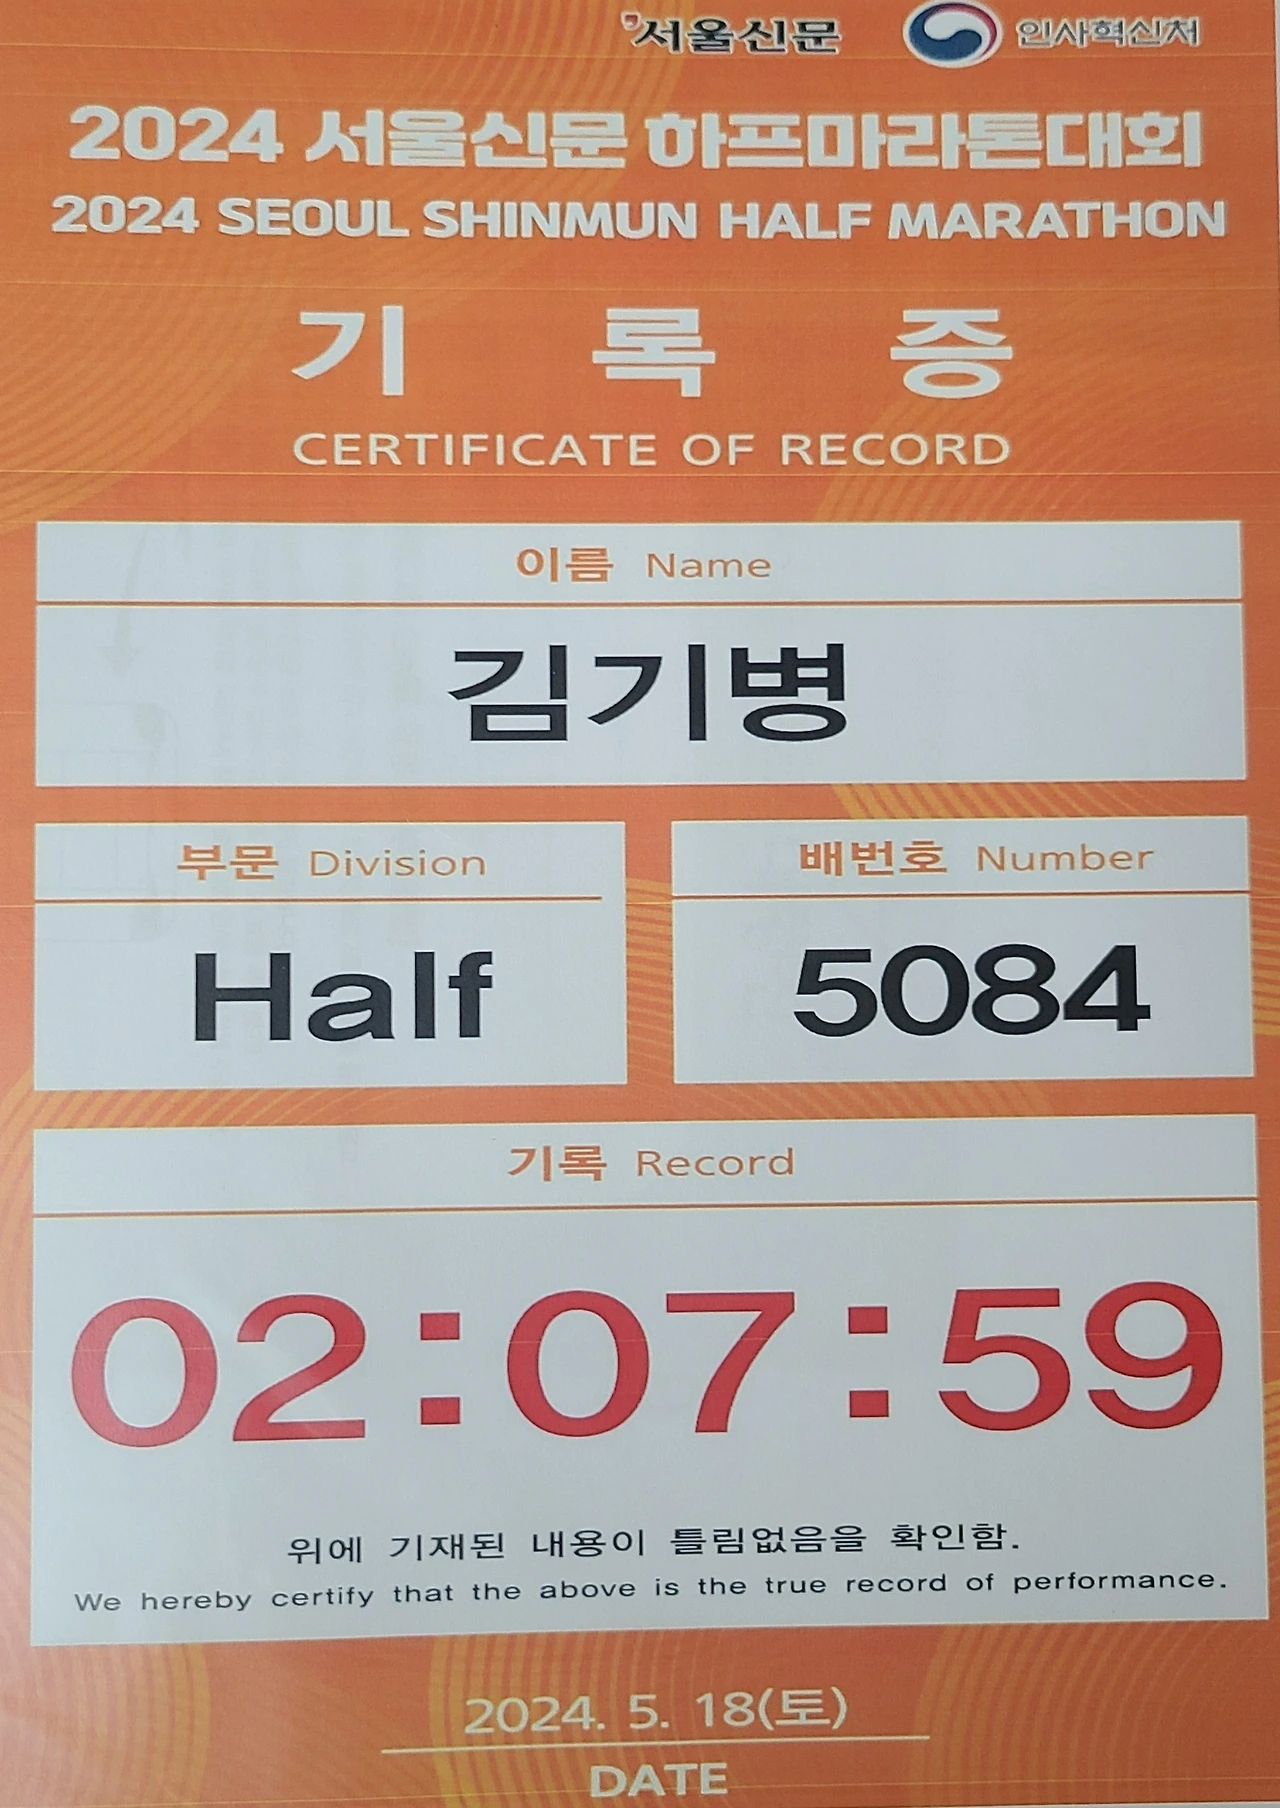 서울신문 인사혁신처
2024 서울신문 하프마라톤대회
2024 SEOUL SHINMUN HALF MARATHON
기 록 증
CERTIFICATE OF RECORD
이름 Name
김기병
부문 Division
Half
배번호 Number
5084
기록 Record
02:07:59
위에 기재된 내용이 틀림없음을 확인함.
We hereby certify that the above is the true record of performance.
2024. 5. 18(토)
DATE